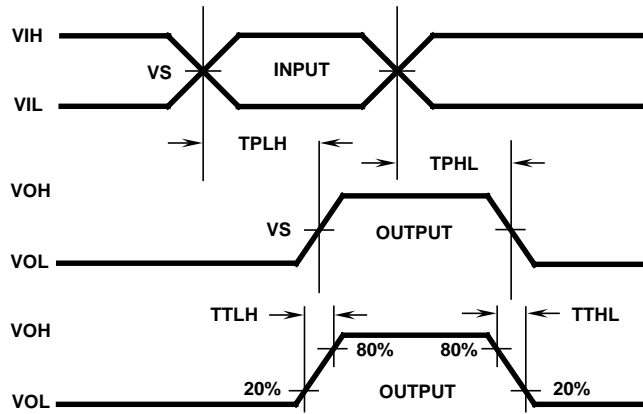 VIH
VS INPUT
VIL
TPLH TPHL
VOH
VS OUTPUT
VOL
TTLH TTHL
VOH
80% 80%
20% OUTPUT 20%
VOL